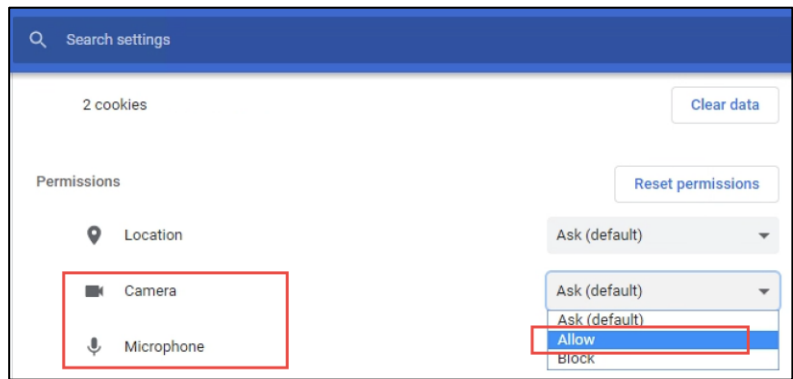 Search settings
2 cookies
Clear data
Permissions
Reset permissions
Location
Ask (default)
Camera
Ask (default)
Ask (default)
Allow
Block
Microphone